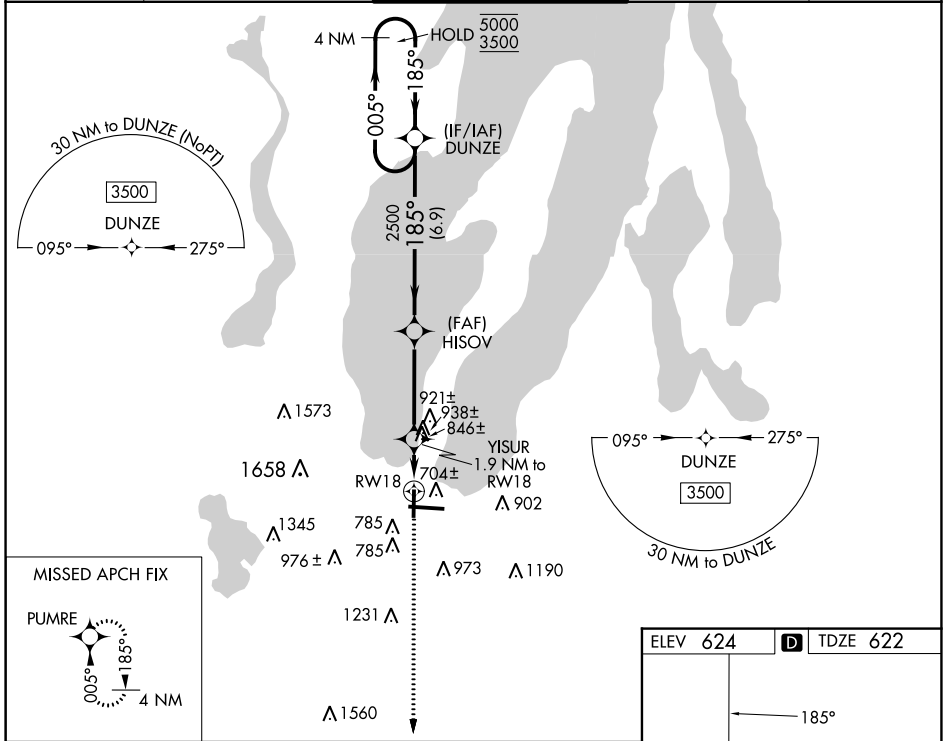 4 NM
HOLD
5000
3500
005°
185°
(IF/IAF)
DUNZE
30 NM to DUNZE (NoPT)
3500
DUNZE
095°
275°
2500
185°
(6.9)
(FAF)
HISOV
921±
938±
846±
1573
YISUR
1.9 NM to
RW18
1658
RW18
704±
902
095°
275°
DUNZE
3500
30 NM to DUNZE
1345
785
976 ±
785
973
1190
MISSED APCH FIX
PUMRE
005°
185°
4 NM
1231
1560
ELEV 624
D
TDZE 622
185°